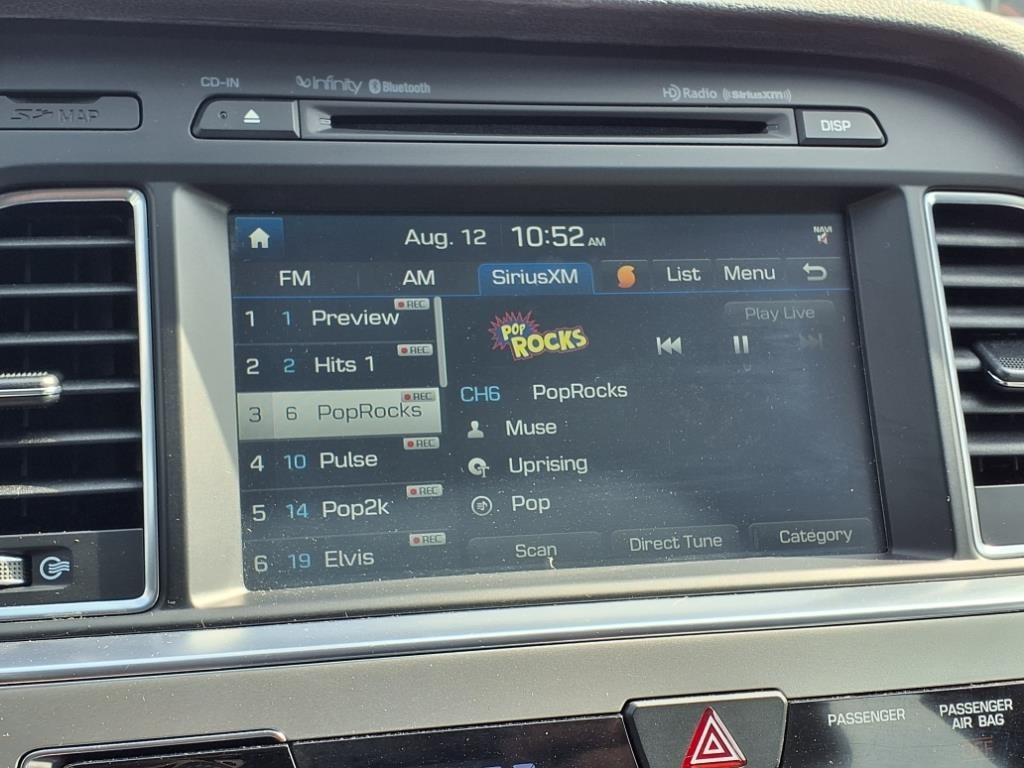 CD-IN infinity Bluetooth HD Radio ((SiriusXM))
MAP DISP
Aug. 12 10:52 AM NAVI
FM AM SiriusXM List Menu
1 1 Preview REC
2 2 Hits 1 REC
3 6 PopRocks REC
4 10 Pulse REC
5 14 Pop2k REC
6 19 Elvis REC
POP ROCKS
Play Live
CH6 PopRocks
Muse
Uprising
Pop
Scan Direct Tune Category
PASSENGER
PASSENGER
AIR BAG
OFF